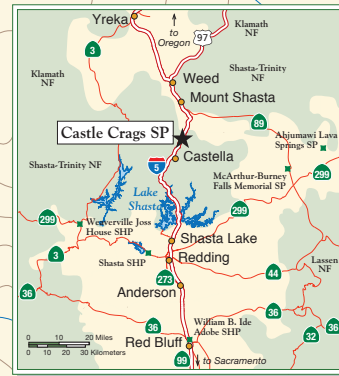 Yreka
to
Oregon
97
Klamath
NF
3
Klamath
NF
Weed
Shasta-Trinity
NF
Mount Shasta
89
Castle Crags SP
Ahjumawi Lava
Springs SP
5
Castella
Shasta-Trinity NF
McArthur-Burney
Falls Memorial SP
299
Lake
Shasta
299
299
Weaverville Joss
House SHP
Shasta Lake
3
Shasta SHP
Redding
Lassen
NF
273
44
36
Anderson
36
36
William B. Ide
Adobe SHP
32
36
0 10 20 Miles
0 10 20 30 Kilometers
Red Bluff
99
to Sacramento